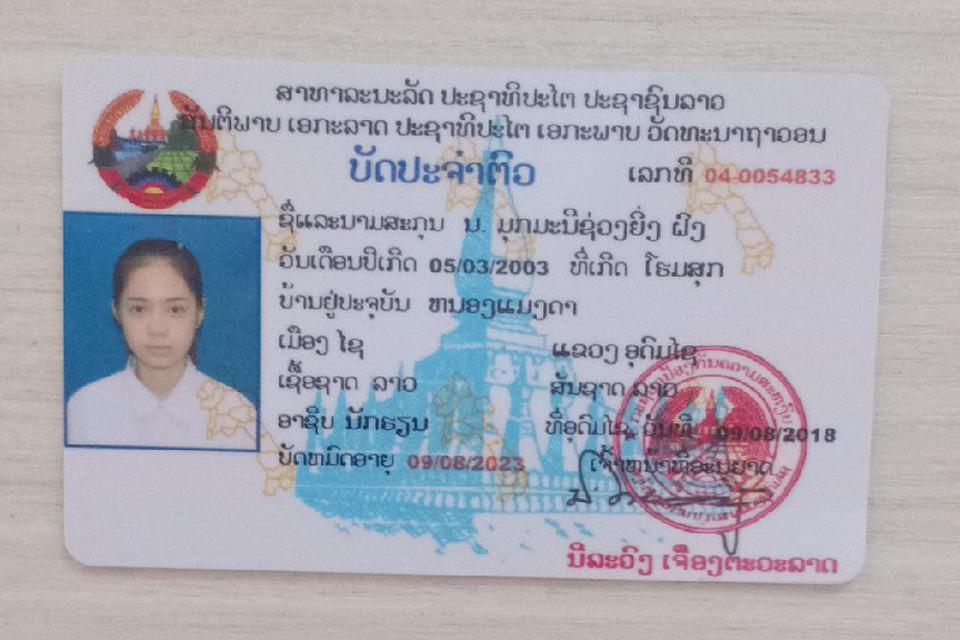 ສາທາລະນະລັດ ປະຊາທິປະໄຕ ປະຊາຊົນລາວ
ສັນຕິພາບ ເອກະລາດ ປະຊາທິປະໄຕ ເອກະພາບ ວັດທະນາຖາວອນ
ບັດປະຈຳຕົວ ເລກທີ 04-0054833
ຊື່ແລະນາມສະກຸນ ນ. ມຸກມະນີຊ່ວງຍິ່ງ ຝົງ
ວັນເດືອນປີເກີດ 05/03/2003 ທີ່ເກີດ ໂຮມສຸກ
ບ້ານຢູ່ປະຈຸບັນ ຫນອງແມງດາ
ເມືອງ ໄຊ ແຂວງ ອຸດົມໄຊ
ເຊື້ອຊາດ ລາວ ສັນຊາດ ລາວ
ອາຊີບ ນັກຮຽນ ທີ່ອຸດົມໄຊ ວັນທີ 09/08/2018
ບັດຫມົດອາຍຸ 09/08/2023 ເຈົ້າຫນ້າທີ່ອະນຸຍາດ
ນີລະວົງ ເຈືອງຕະວະລາດ